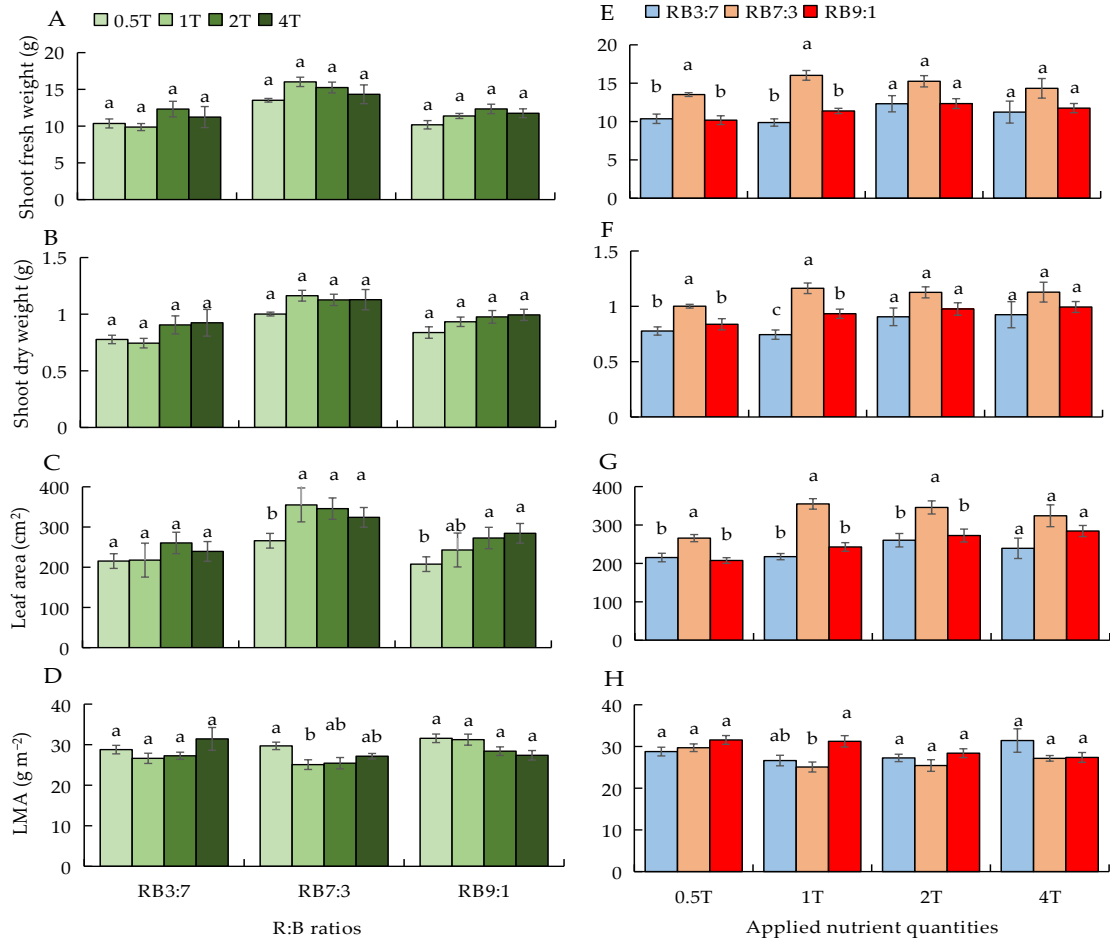 A
0.5T 1T 2T 4T
Shoot fresh weight (g)
20
15
10
5
0
a a a a a a a a a a a a
B
Shoot dry weight (g)
1.5
1
0.5
0
a a a a a a a a a a a a
C
Leaf area (cm²)
400
300
200
100
0
a a a a b a a a b ab a a
D
LMA (g m⁻²)
40
30
20
10
0
a a a a a b ab ab a a a a
RB3:7 RB7:3 RB9:1
R:B ratios
E
RB3:7 RB7:3 RB9:1
20
15
10
5
0
b a b b a b a a a a a a
F
1.5
1
0.5
0
b a b c a b a a a a a a
G
400
300
200
100
0
b a b b a b b a b a a a
H
40
30
20
10
0
a a a ab b a a a a a a a
0.5T 1T 2T 4T
Applied nutrient quantities